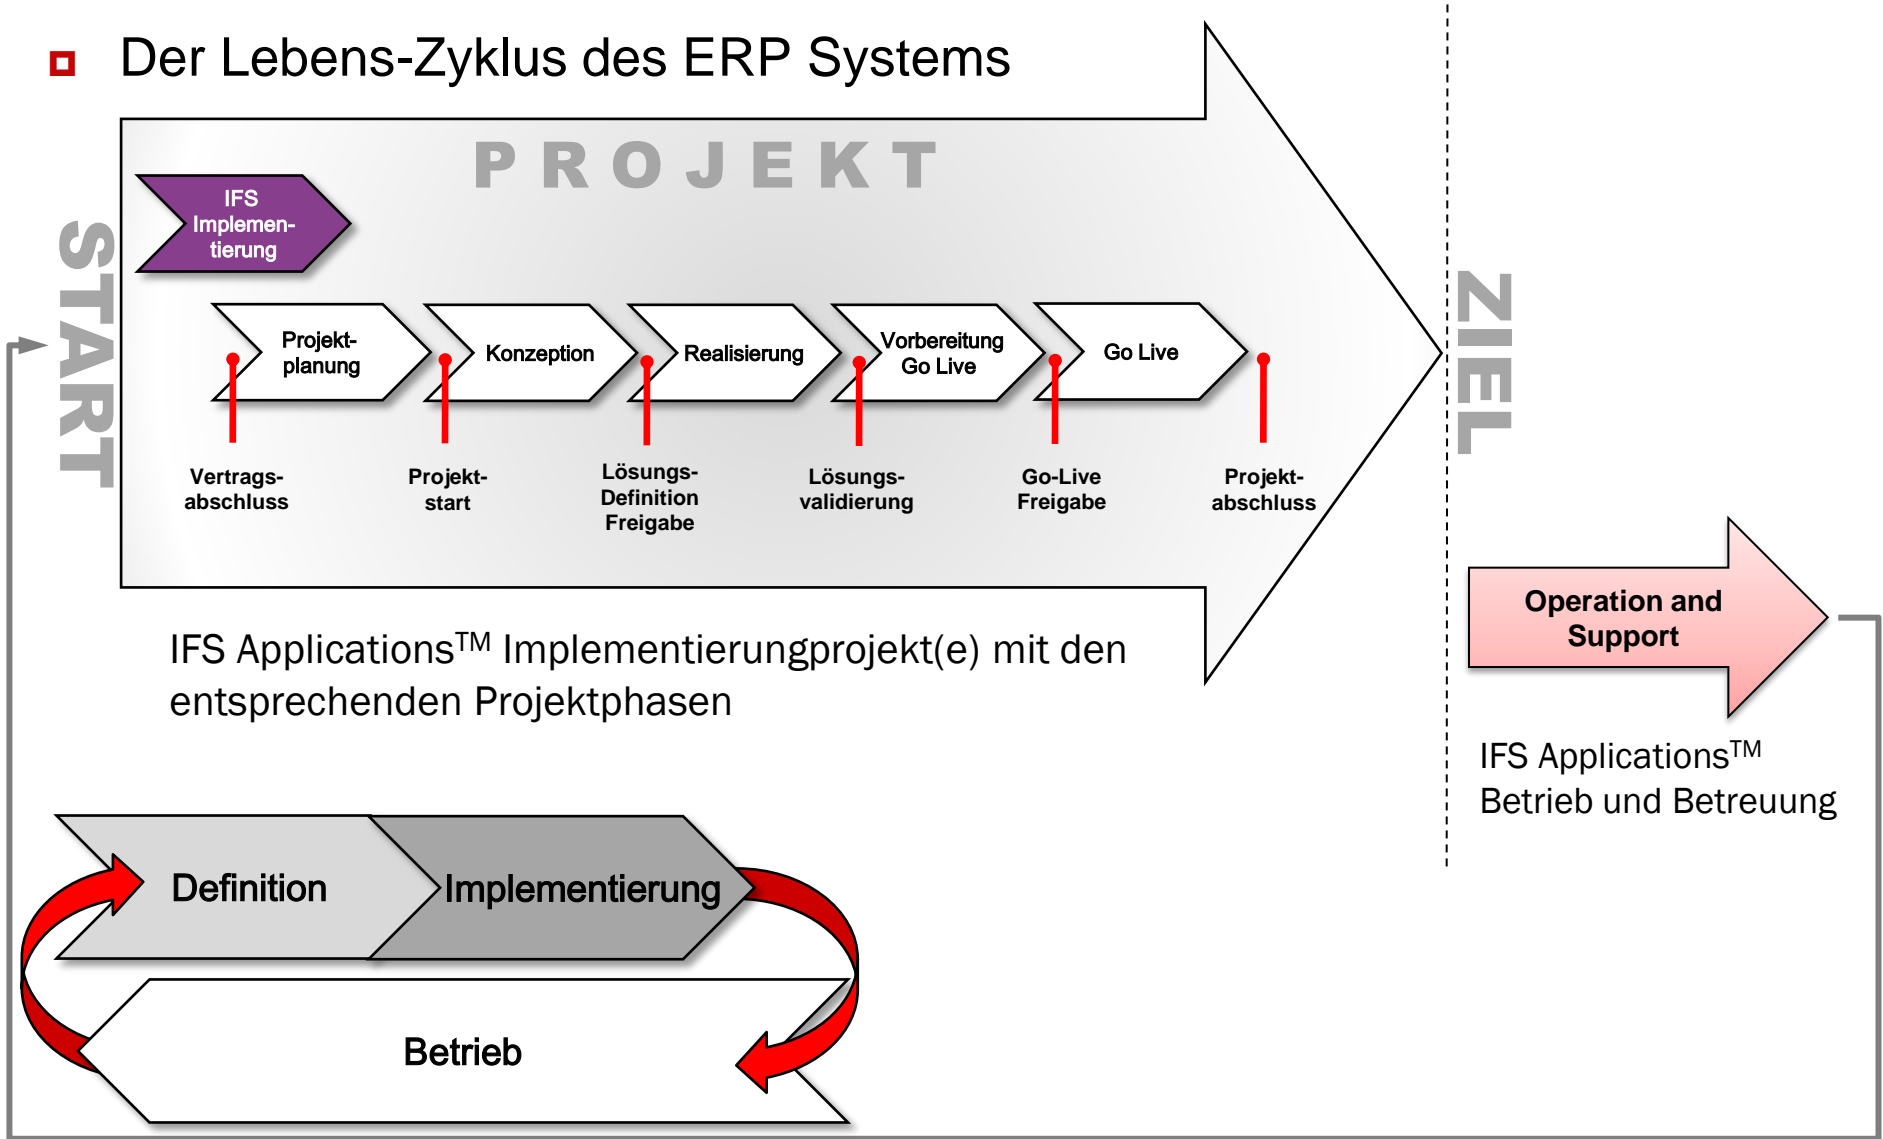 Der Lebens-Zyklus des ERP Systems
PROJEKT
START
IFS
Implemen-
tierung
Projekt-
planung
Konzeption
Realisierung
Vorbereitung
Go Live
Go Live
ZIEL
Vertrags-
abschluss
Projekt-
start
Lösungs-
Definition
Freigabe
Lösungs-
validierung
Go-Live
Freigabe
Projekt-
abschluss
IFS Applications™ Implementierungprojekt(e) mit den
entsprechenden Projektphasen
Operation and
Support
IFS Applications™
Betrieb und Betreuung
Definition
Implementierung
Betrieb